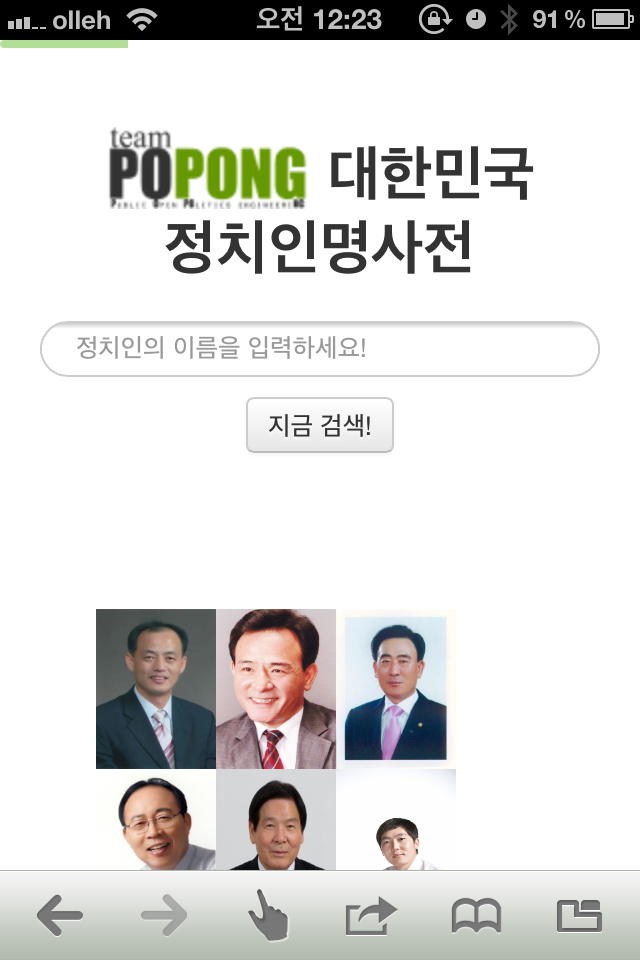 olleh 오전 12:23 91 %
team
POPONG 대한민국
PUBLIC OPEN POLITICS ENGINEERING
정치인명사전
정치인의 이름을 입력하세요!
지금 검색!